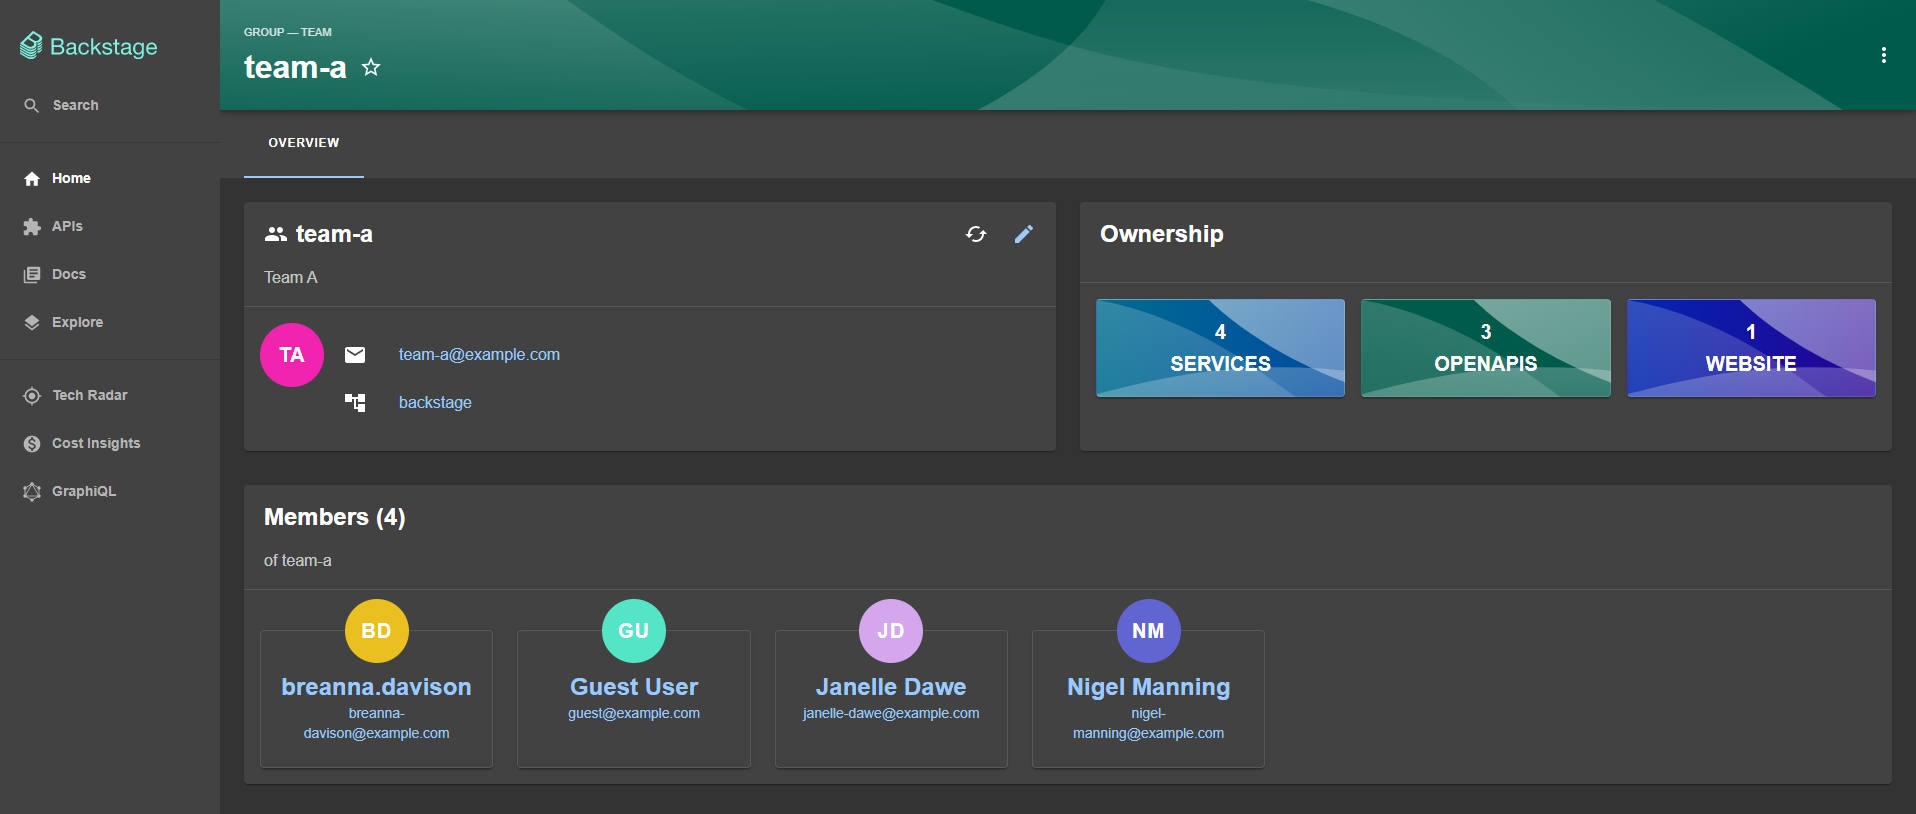 Backstage
Search
Home
APIs
Docs
Explore
Tech Radar
Cost Insights
GraphiQL
GROUP — TEAM
team-a
OVERVIEW
team-a
Team A
TA
team-a@example.com
backstage
Ownership
4
SERVICES
3
OPENAPIS
1
WEBSITE
Members (4)
of team-a
BD
breanna.davison
breanna-
davison@example.com
GU
Guest User
guest@example.com
JD
Janelle Dawe
janelle-dawe@example.com
NM
Nigel Manning
nigel-
manning@example.com